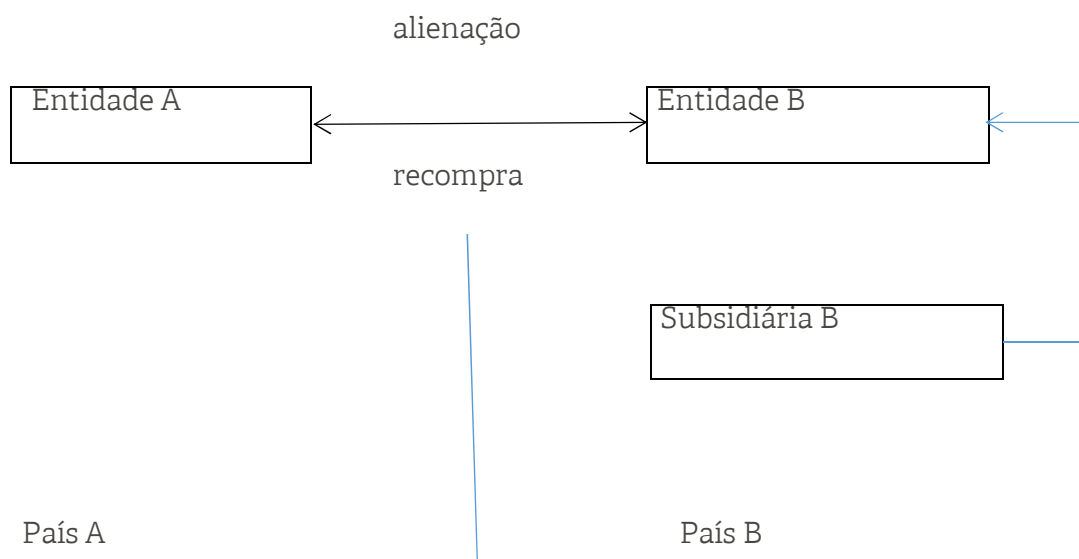 alienação
Entidade A
Entidade B
recompra
Subsidiária B
País A
País B